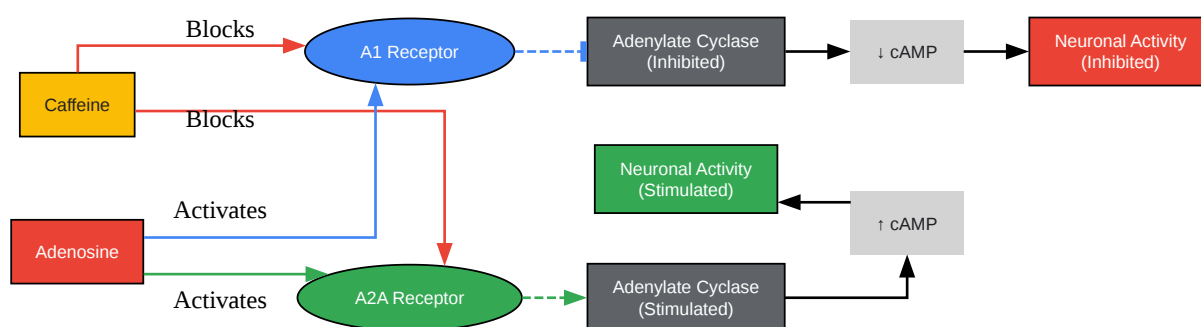 Blocks
A1 Receptor
Adenylate Cyclase
(Inhibited)
↓ cAMP
Neuronal Activity
(Inhibited)
Caffeine
Blocks
Neuronal Activity
(Stimulated)
Activates
↑ cAMP
Adenosine
Activates
A2A Receptor
Adenylate Cyclase
(Stimulated)